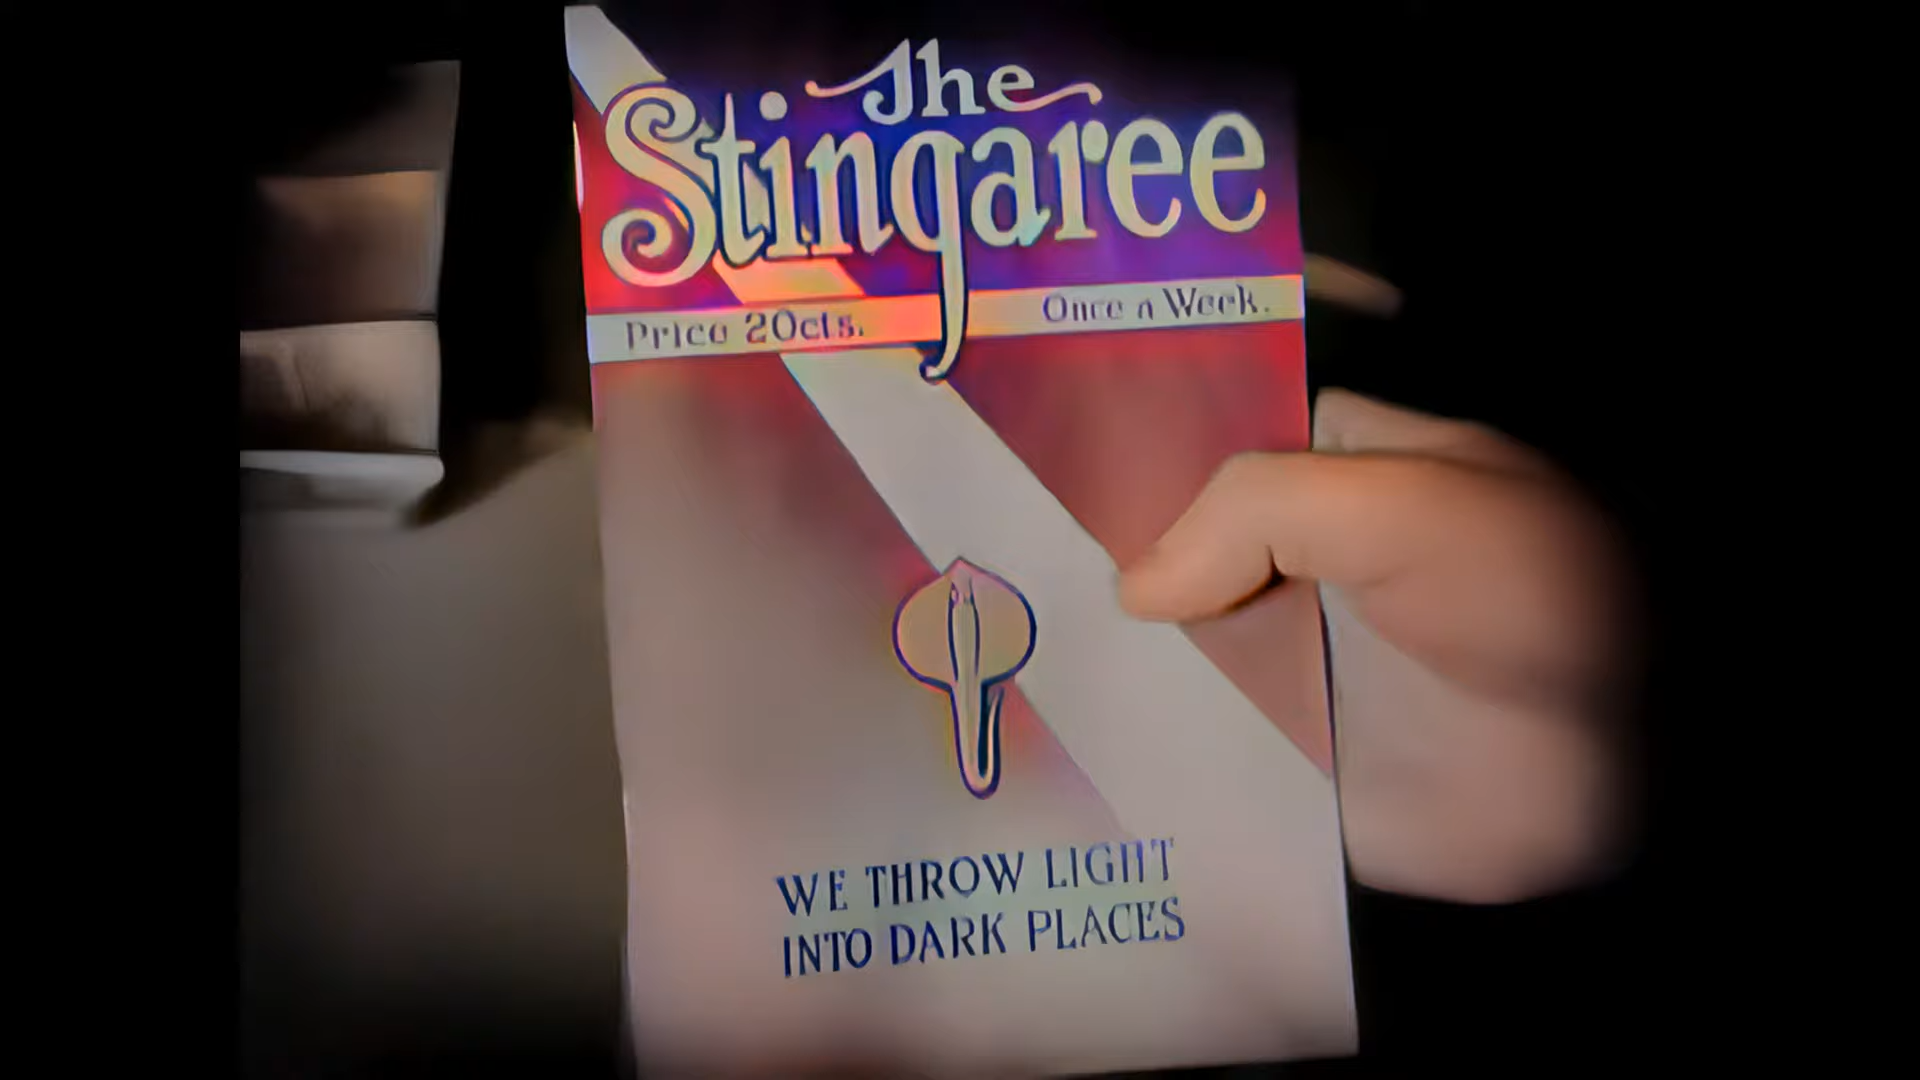 The
Stingaree
Price 20cts. Once a Week.
WE THROW LIGHT
INTO DARK PLACES